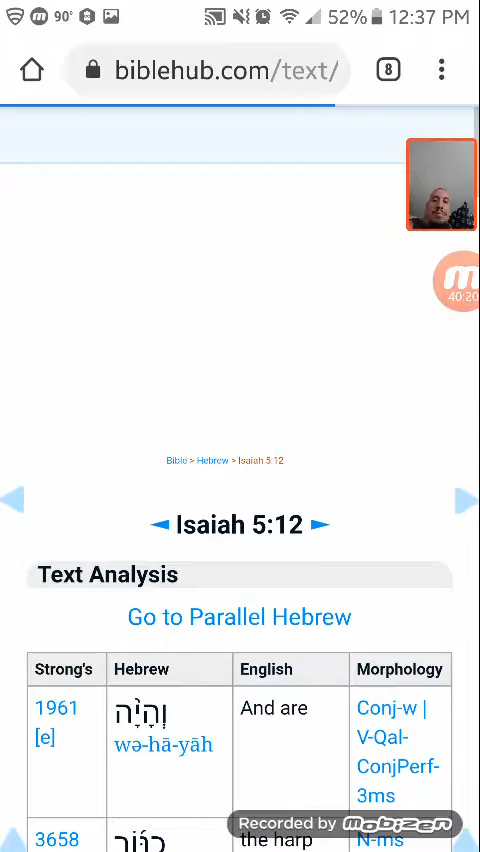 90° 52% 12:37 PM
biblehub.com/text/ 8
40:20
Bible > Hebrew > Isaiah 5:12
◄ Isaiah 5:12 ►
Text Analysis
Go to Parallel Hebrew
Strong's Hebrew English Morphology
1961 וְהָיָ֨ה And are Conj-w |
[e] wə-hā-yāh V-Qal-
ConjPerf-
3ms
3658 כִנּ֜וֹר the harp N-ms
Recorded by mobizen